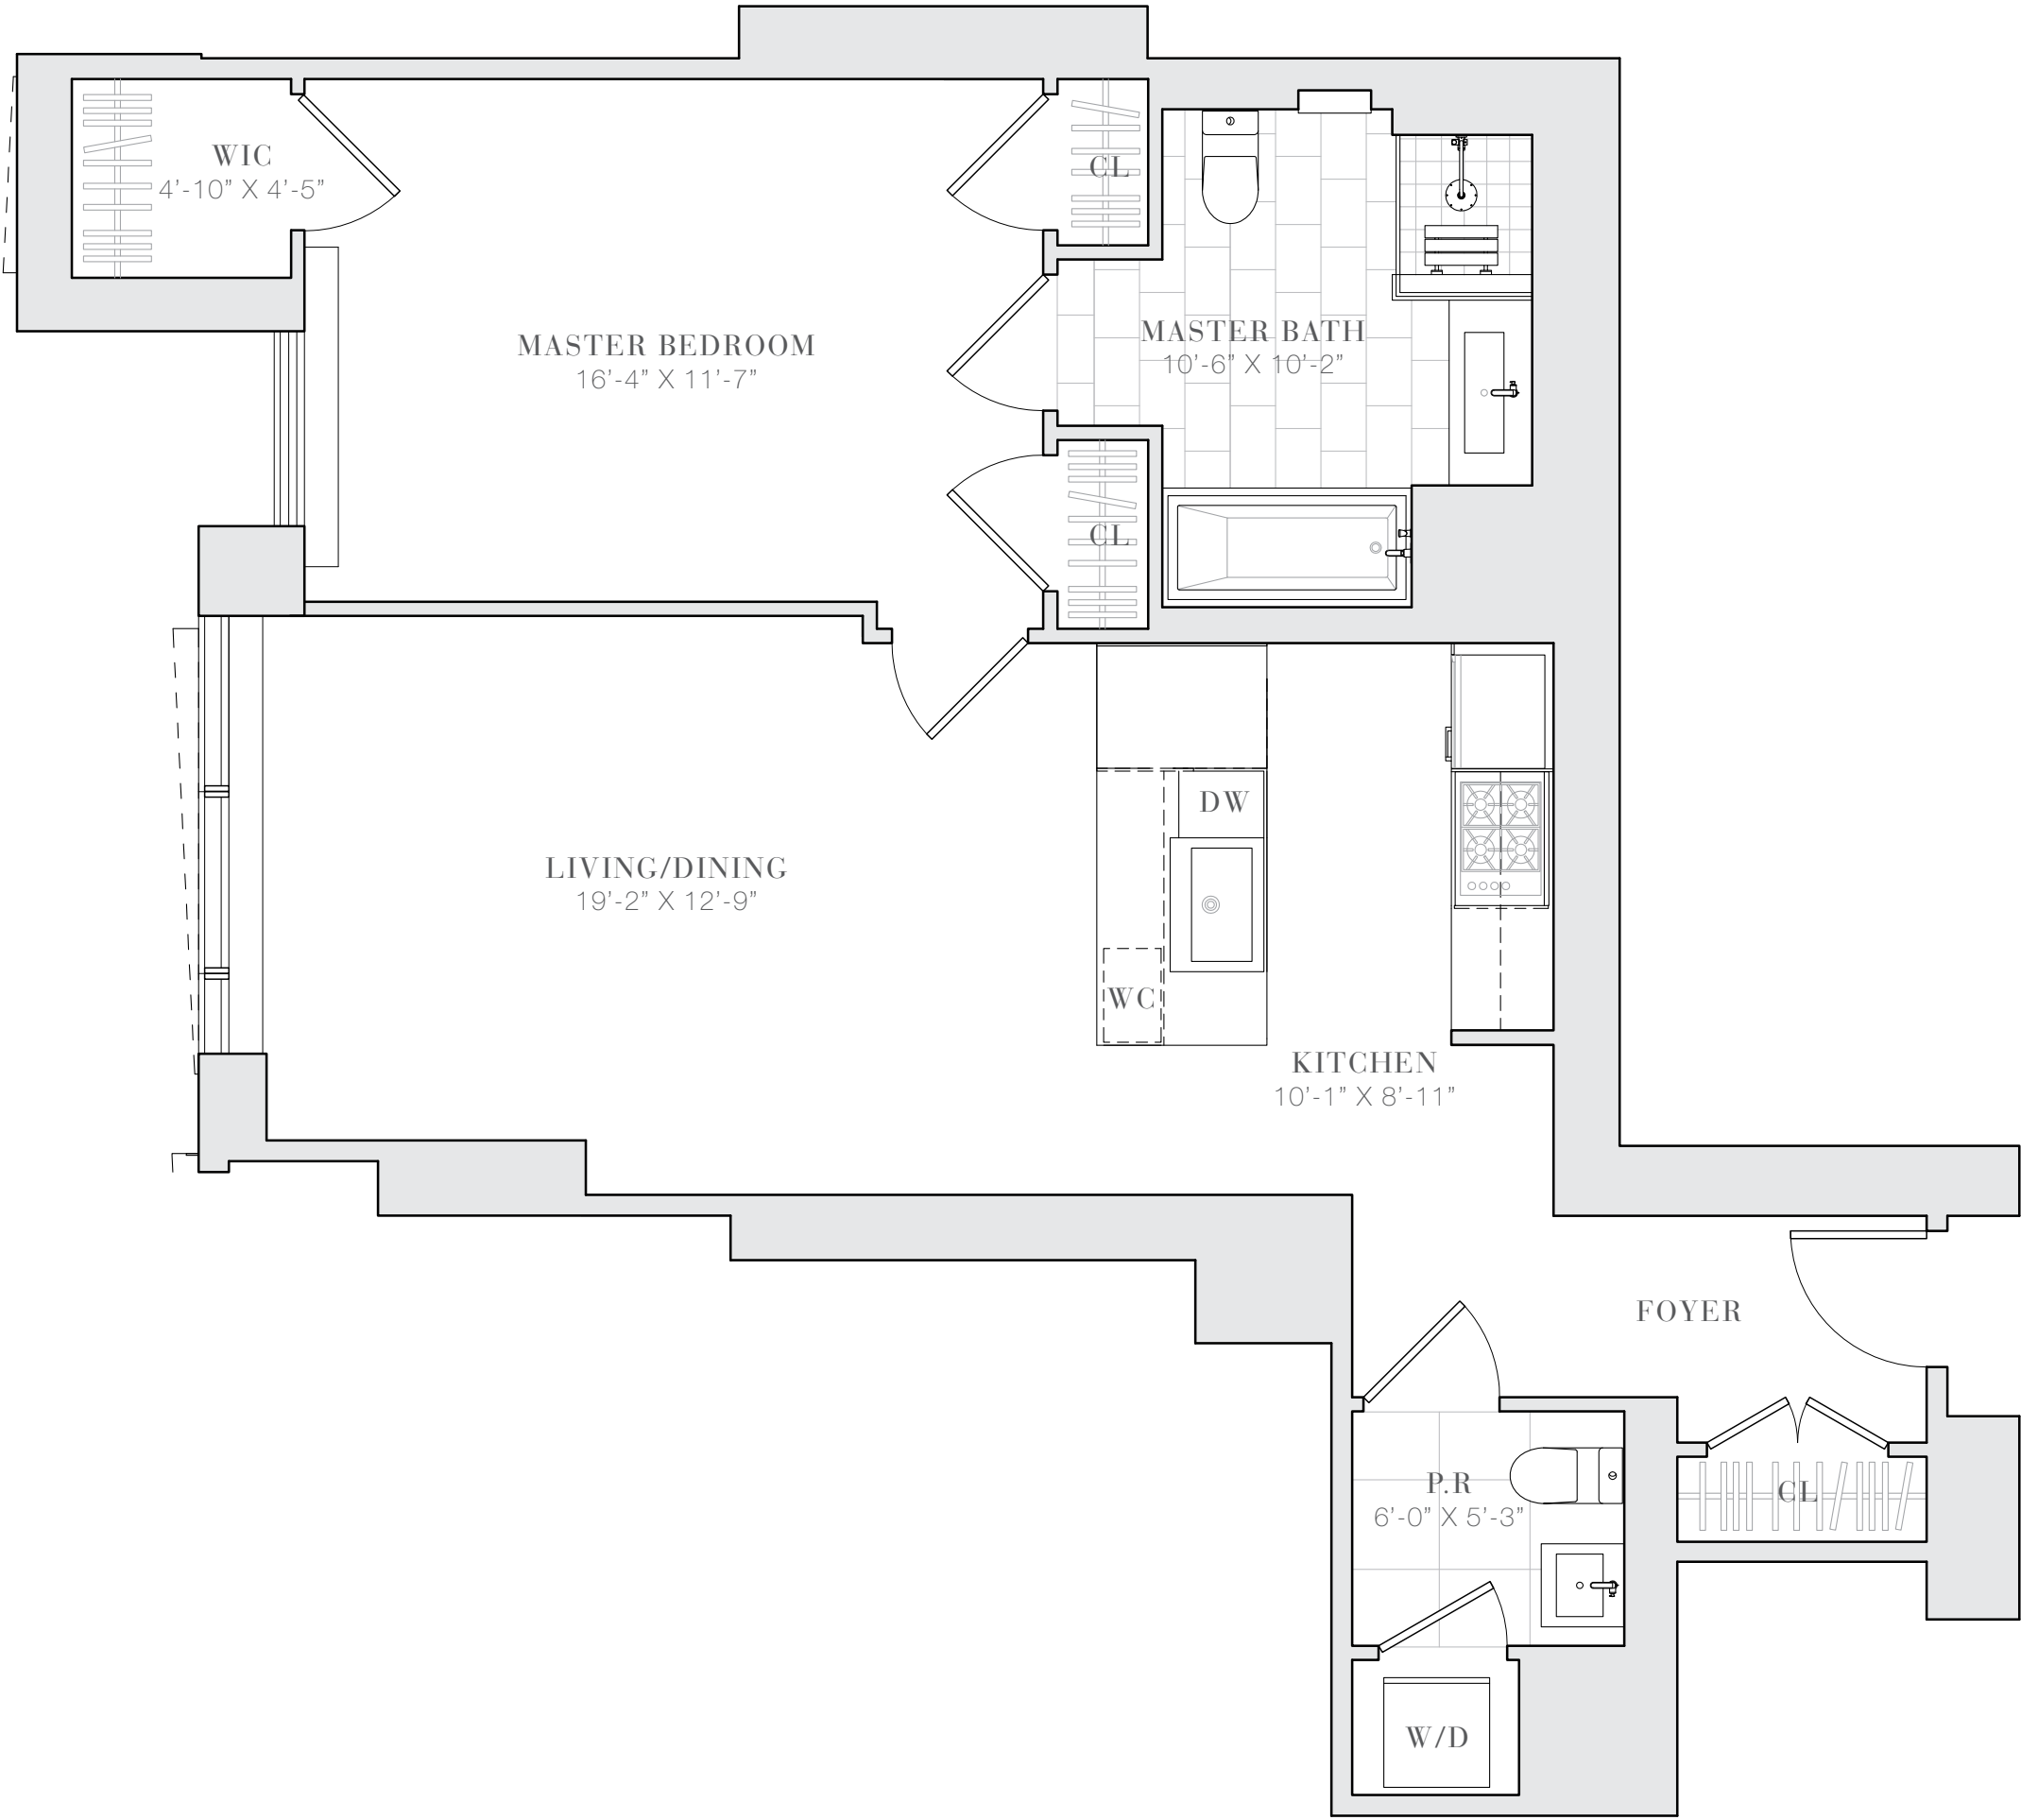 WIC
4’-10” X 4’-5”
CL
MASTER BEDROOM
16’-4” X 11’-7”
MASTER BATH
10’-6” X 10’-2”
CL
DW
LIVING/DINING
19’-2” X 12’-9”
WC
KITCHEN
10’-1” X 8’-11”
FOYER
P.R
6’-0” X 5’-3”
CL
W/D